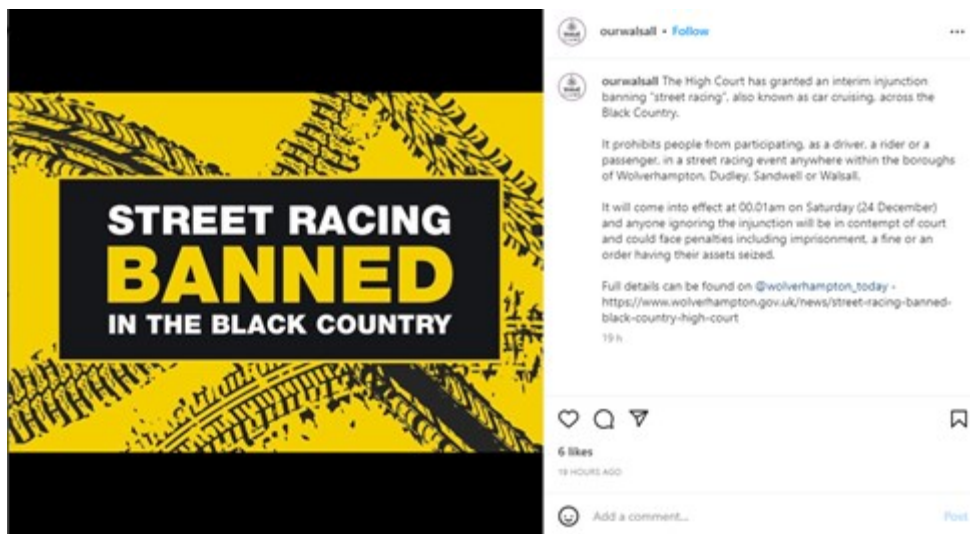 STREET RACING
BANNED
IN THE BLACK COUNTRY
ourwalsall • Follow
ourwalsall The High Court has granted an interim injunction
banning "street racing", also known as car cruising, across the
Black Country.
It prohibits people from participating, as a driver, a rider or a
passenger, in a street racing event anywhere within the boroughs
of Wolverhampton, Dudley, Sandwell or Walsall.
It will come into effect at 00.01am on Saturday (24 December)
and anyone ignoring the injunction will be in contempt of court
and could face penalties including imprisonment, a fine or an
order having their assets seized.
Full details can be found on @wolverhampton_today -
https://www.wolverhampton.gov.uk/news/street-racing-banned-
black-country-high-court
19 h
6 likes
19 HOURS AGO
Add a comment...
Post